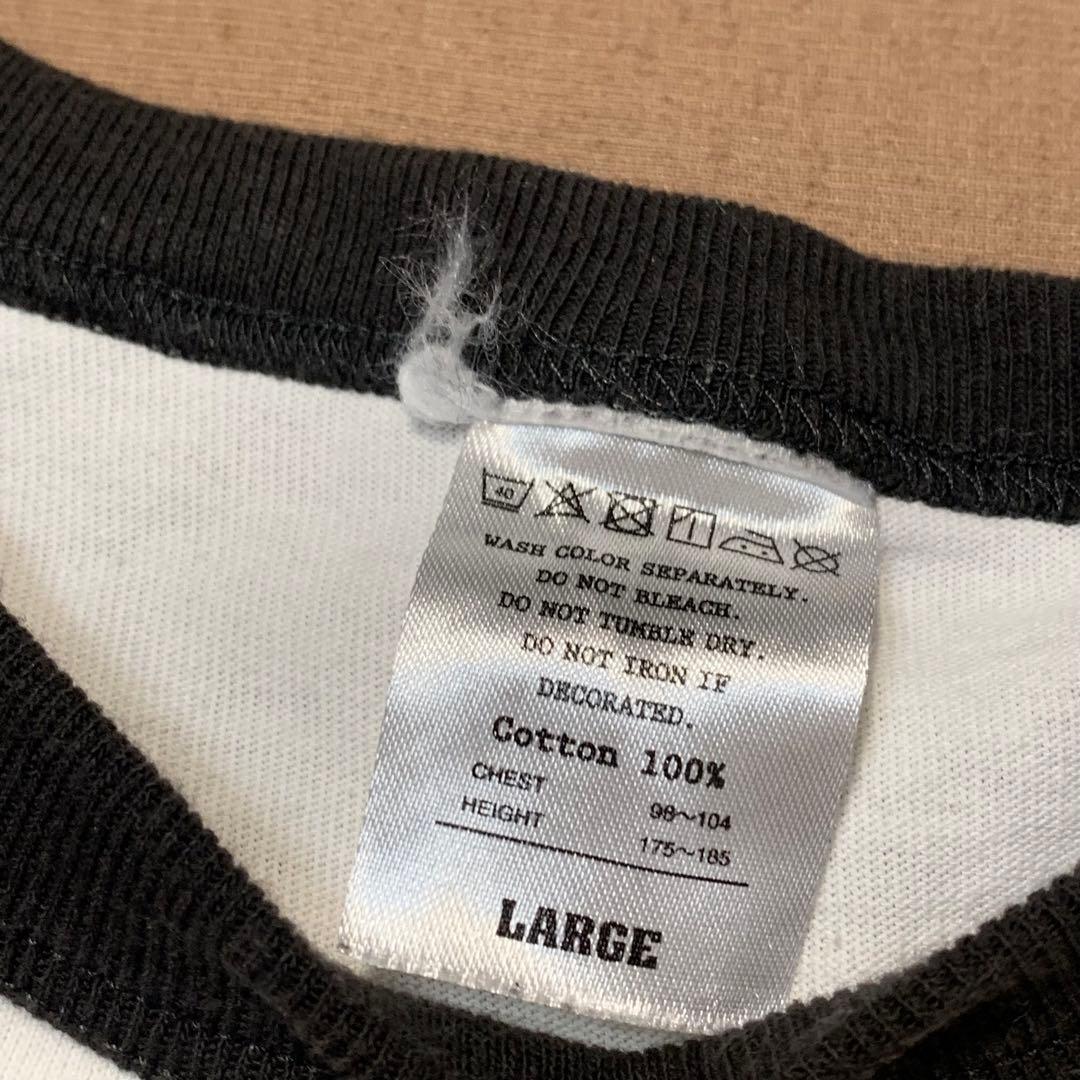 40
WASH COLOR SEPARATELY.
DO NOT BLEACH.
DO NOT TUMBLE DRY.
DO NOT IRON IF
DECORATED.
Cotton 100%
CHEST 98~104
HEIGHT 175~185
LARGE